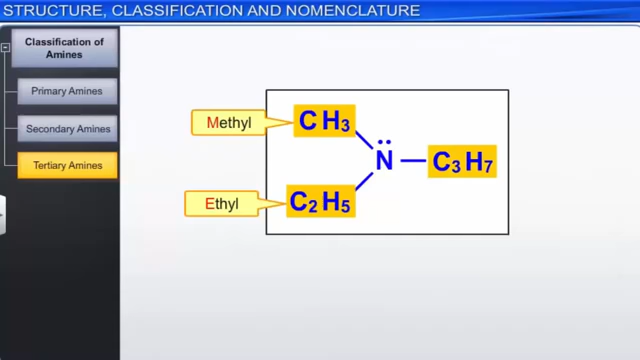 STRUCTURE, CLASSIFICATION AND NOMENCLATURE
Classification of
Amines
Primary Amines
Secondary Amines
Tertiary Amines
Methyl
CH₃
N̈ — C₃H₇
Ethyl
C₂H₅